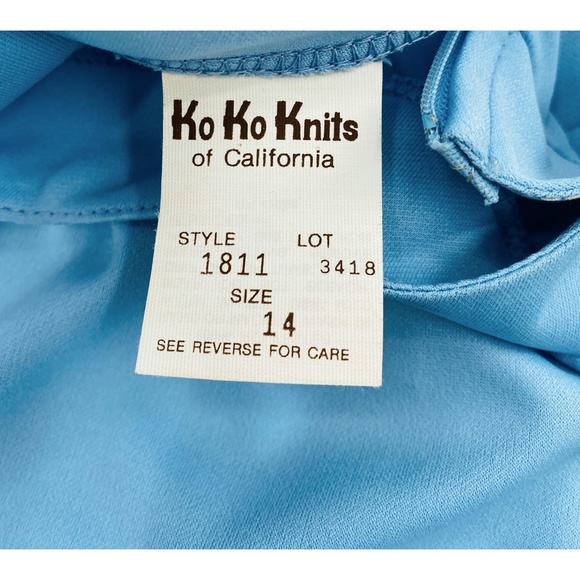 Ko Ko Knits
of California
STYLE LOT
1811 3418
SIZE
14
SEE REVERSE FOR CARE